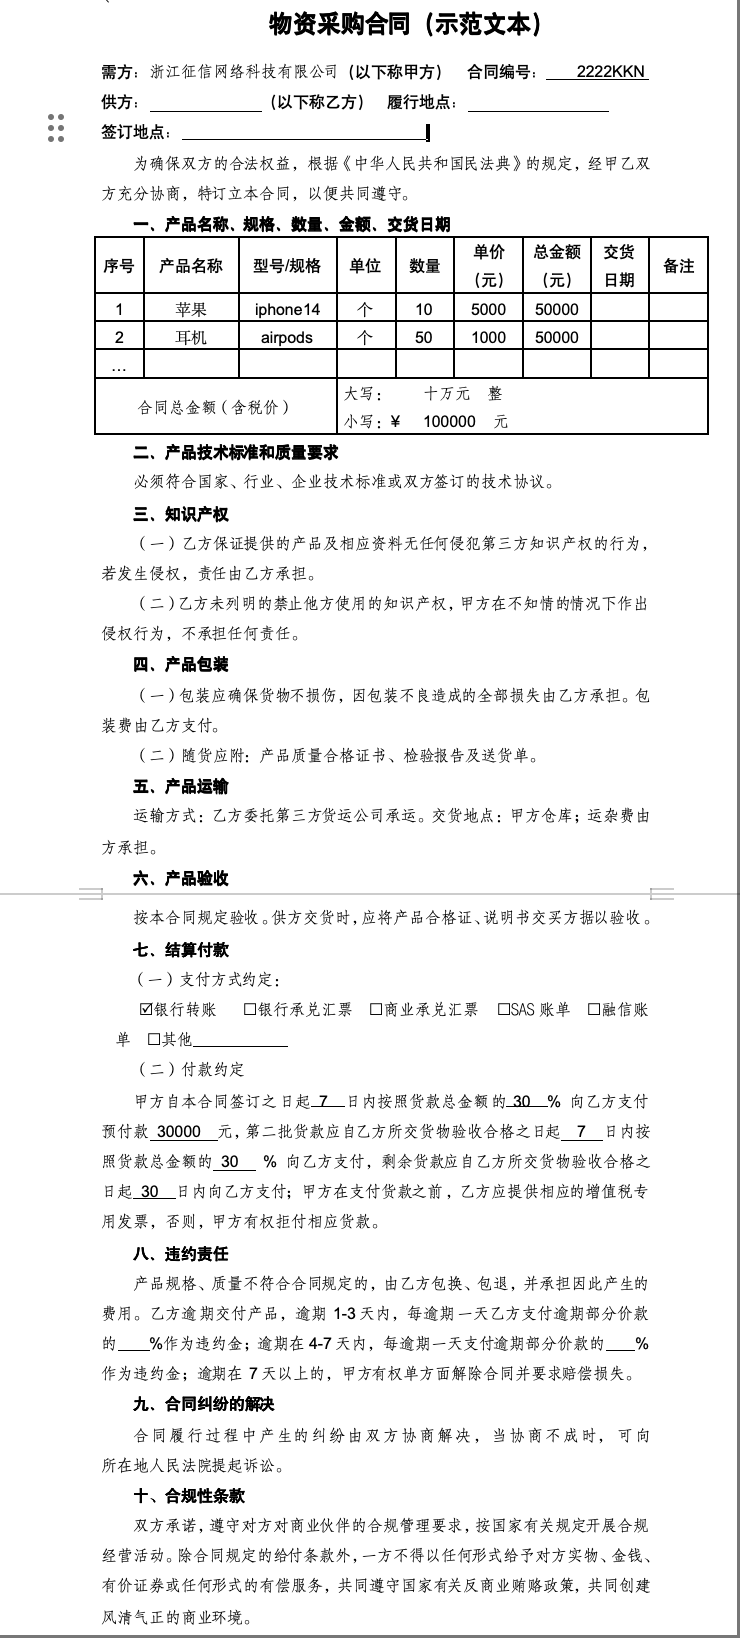 物资采购合同（示范文本）
需方：浙江征信网络科技有限公司（以下称甲方） 合同编号： 2222KKN
供方：（以下称乙方） 履行地点：
签订地点：
为确保双方的合法权益，根据《中华人民共和国民法典》的规定，经甲乙双
方充分协商，特订立本合同，以便共同遵守。
一、产品名称、规格、数量、金额、交货日期
序号 产品名称 型号/规格 单位 数量 单价（元） 总金额（元） 交货日期 备注
1 苹果 iphone14 个 10 5000 50000
2 耳机 airpods 个 50 1000 50000
…
合同总金额（含税价） 大写： 十万元 整
小写：¥ 100000 元
二、产品技术标准和质量要求
必须符合国家、行业、企业技术标准或双方签订的技术协议。
三、知识产权
（一）乙方保证提供的产品及相应资料无任何侵犯第三方知识产权的行为，
若发生侵权，责任由乙方承担。
（二）乙方未列明的禁止他方使用的知识产权，甲方在不知情的情况下作出
侵权行为，不承担任何责任。
四、产品包装
（一）包装应确保货物不损伤，因包装不良造成的全部损失由乙方承担。包
装费由乙方支付。
（二）随货应附：产品质量合格证书、检验报告及送货单。
五、产品运输
运输方式：乙方委托第三方货运公司承运。交货地点：甲方仓库；运杂费由
方承担。
六、产品验收
按本合同规定验收。供方交货时，应将产品合格证、说明书交买方据以验收。
七、结算付款
（一）支付方式约定：
☑银行转账 □银行承兑汇票 □商业承兑汇票 □SAS 账单 □融信账
单 □其他
（二）付款约定
甲方自本合同签订之日起 7 日内按照货款总金额的 30 % 向乙方支付
预付款 30000 元，第二批货款应自乙方所交货物验收合格之日起 7 日内按
照货款总金额的 30 % 向乙方支付，剩余货款应自乙方所交货物验收合格之
日起 30 日内向乙方支付；甲方在支付货款之前，乙方应提供相应的增值税专
用发票，否则，甲方有权拒付相应货款。
八、违约责任
产品规格、质量不符合合同规定的，由乙方包换、包退，并承担因此产生的
费用。乙方逾期交付产品，逾期 1-3 天内，每逾期一天乙方支付逾期部分价款
的 %作为违约金；逾期在 4-7 天内，每逾期一天支付逾期部分价款的 %
作为违约金；逾期在 7 天以上的，甲方有权单方面解除合同并要求赔偿损失。
九、合同纠纷的解决
合同履行过程中产生的纠纷由双方协商解决，当协商不成时，可向
所在地人民法院提起诉讼。
十、合规性条款
双方承诺，遵守对方对商业伙伴的合规管理要求，按国家有关规定开展合规
经营活动。除合同规定的给付条款外，一方不得以任何形式给予对方实物、金钱、
有价证券或任何形式的有偿服务，共同遵守国家有关反商业贿赂政策，共同创建
风清气正的商业环境。